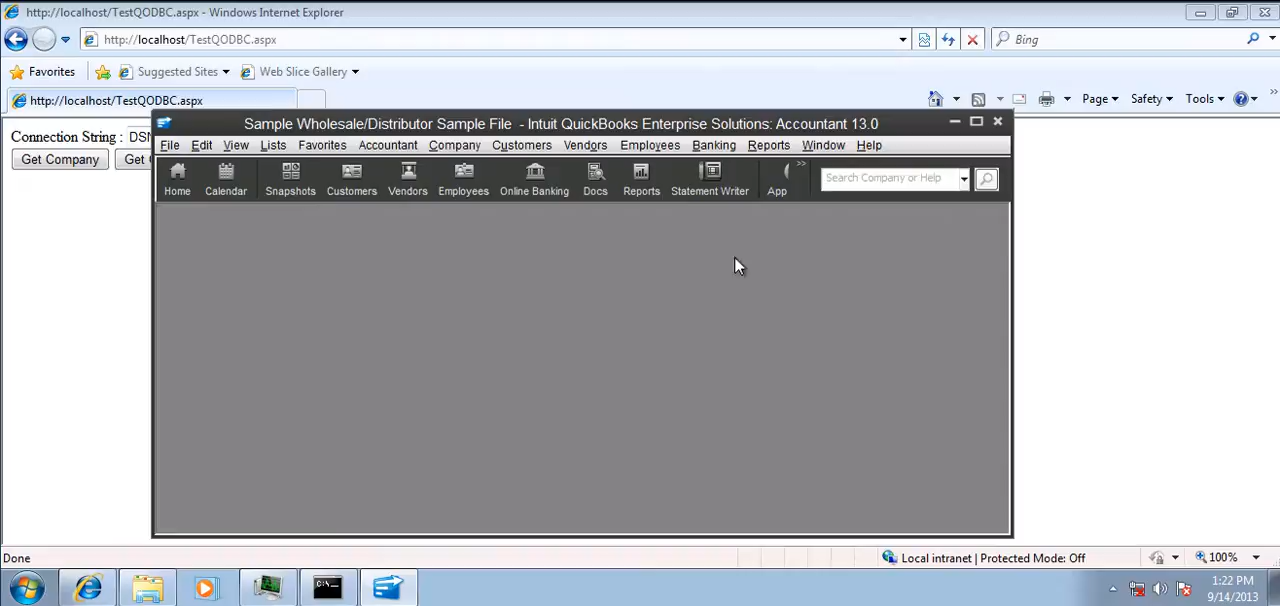 http://localhost/TestQODBC.aspx - Windows Internet Explorer
http://localhost/TestQODBC.aspx
Bing
Favorites Suggested Sites Web Slice Gallery
http://localhost/TestQODBC.aspx
Page Safety Tools
Connection String : DSN
Get Company Get
Sample Wholesale/Distributor Sample File - Intuit QuickBooks Enterprise Solutions: Accountant 13.0
File Edit View Lists Favorites Accountant Company Customers Vendors Employees Banking Reports Window Help
Home Calendar Snapshots Customers Vendors Employees Online Banking Docs Reports Statement Writer App
Search Company or Help
Done
Local intranet | Protected Mode: Off
100%
1:22 PM
9/14/2013